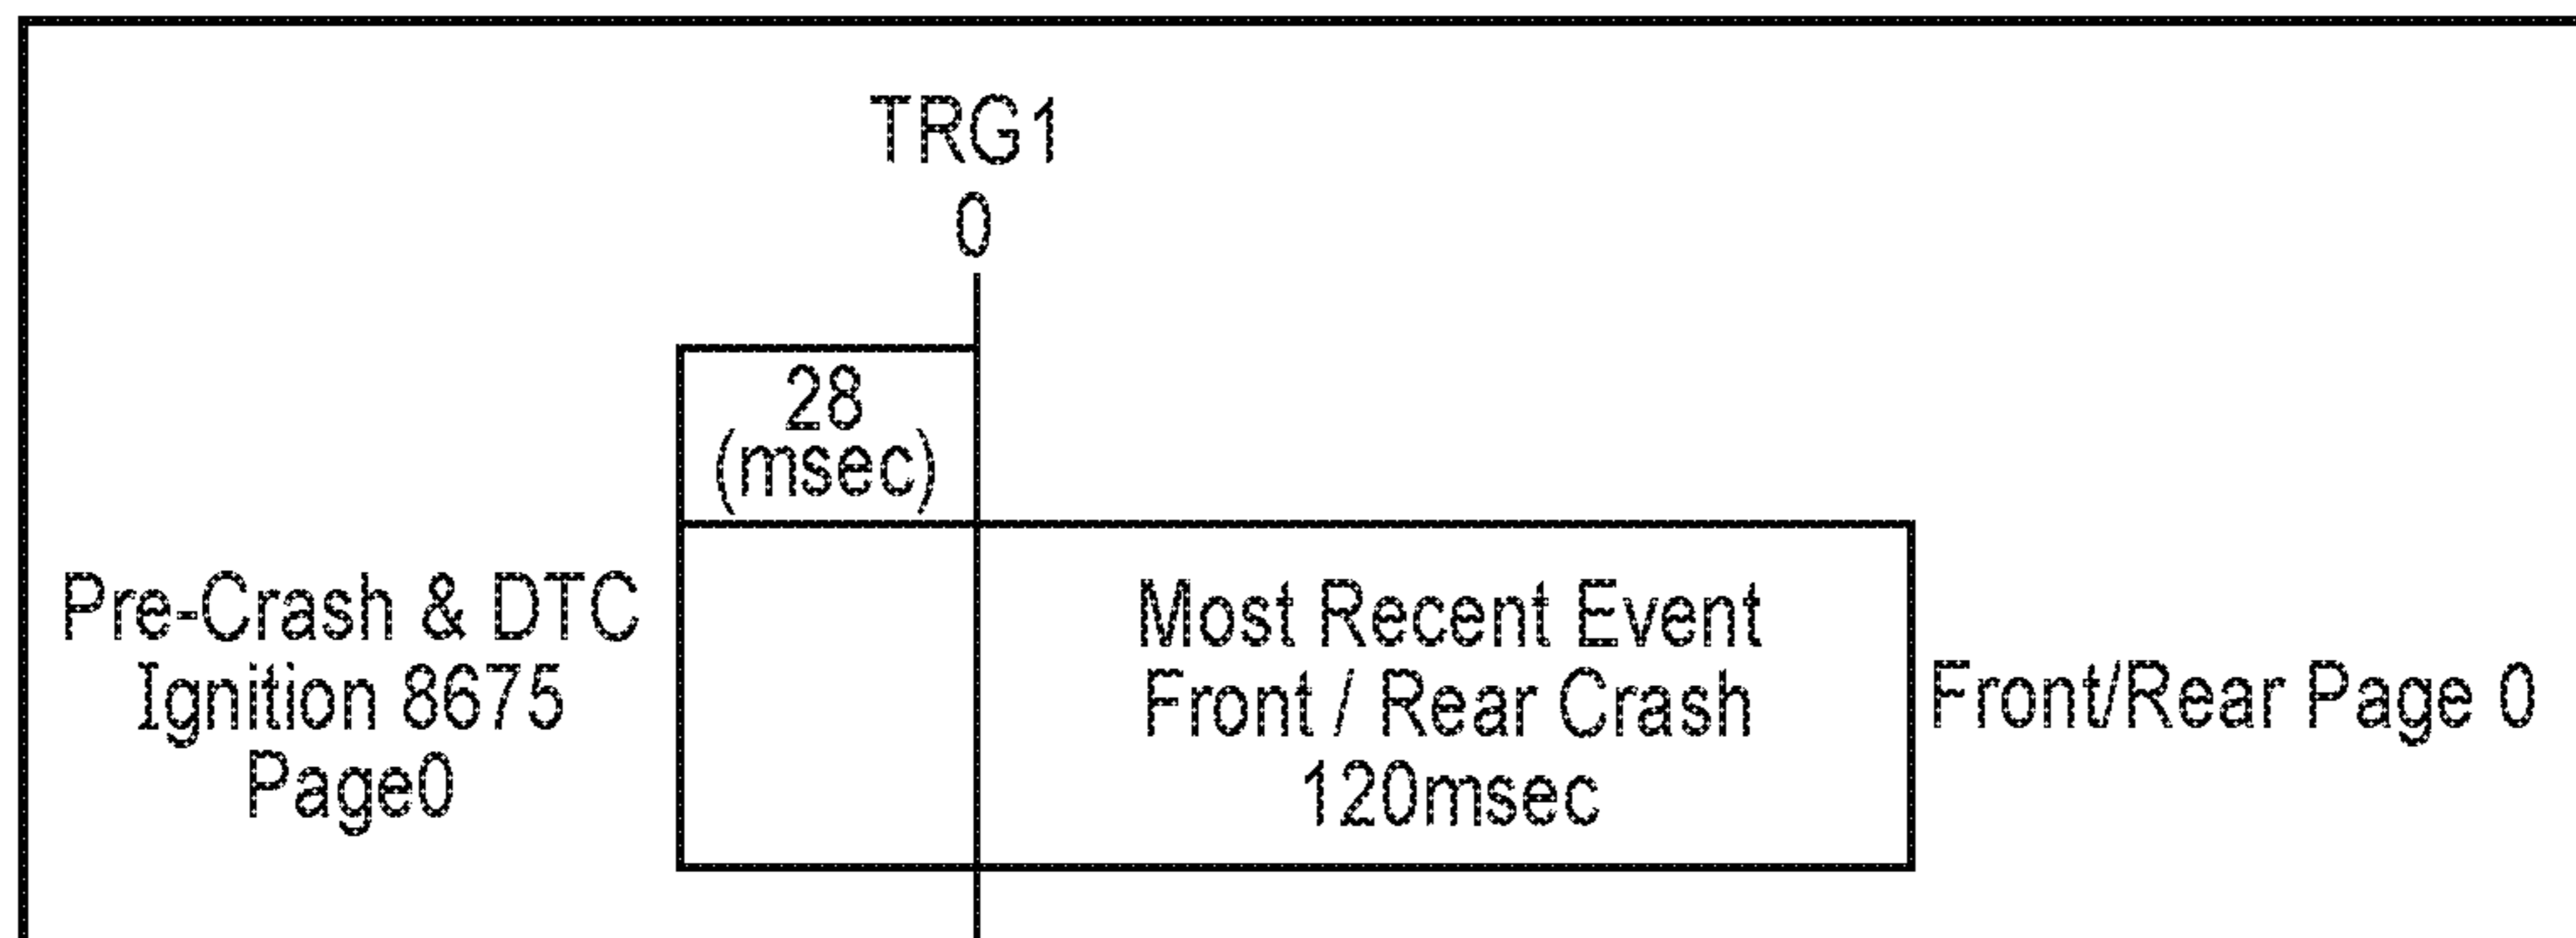 TRG1
0
28
(msec)
Pre-Crash & DTC
Ignition 8675
Page0
Most Recent Event
Front / Rear Crash
120msec
Front/Rear Page 0